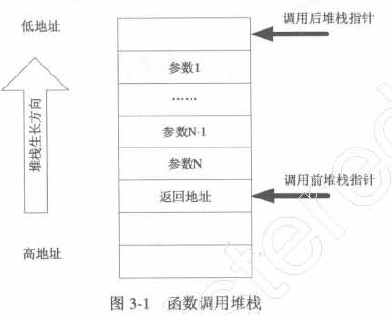 低地址
调用后堆栈指针
参数1
……
堆栈生长方向
参数N-1
参数N
返回地址
调用前堆栈指针
高地址
图 3-1 函数调用堆栈